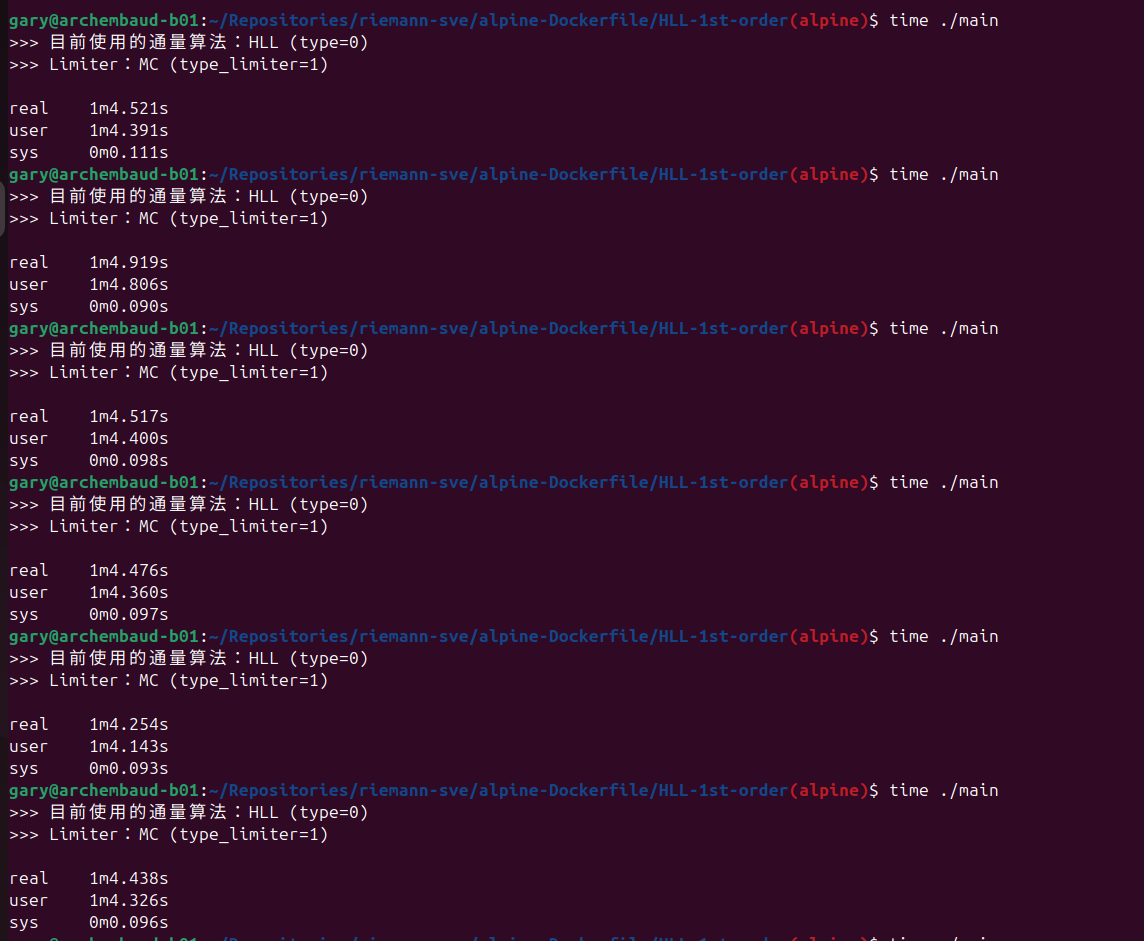 gary@archembaud-b01:~/Repositories/riemann-sve/alpine-Dockerfile/HLL-1st-order(alpine)$ time ./main
>>> 目前使用的通量算法：HLL (type=0)
>>> Limiter：MC (type_limiter=1)
real 1m4.521s
user 1m4.391s
sys 0m0.111s
gary@archembaud-b01:~/Repositories/riemann-sve/alpine-Dockerfile/HLL-1st-order(alpine)$ time ./main
>>> 目前使用的通量算法：HLL (type=0)
>>> Limiter：MC (type_limiter=1)
real 1m4.919s
user 1m4.806s
sys 0m0.090s
gary@archembaud-b01:~/Repositories/riemann-sve/alpine-Dockerfile/HLL-1st-order(alpine)$ time ./main
>>> 目前使用的通量算法：HLL (type=0)
>>> Limiter：MC (type_limiter=1)
real 1m4.517s
user 1m4.400s
sys 0m0.098s
gary@archembaud-b01:~/Repositories/riemann-sve/alpine-Dockerfile/HLL-1st-order(alpine)$ time ./main
>>> 目前使用的通量算法：HLL (type=0)
>>> Limiter：MC (type_limiter=1)
real 1m4.476s
user 1m4.360s
sys 0m0.097s
gary@archembaud-b01:~/Repositories/riemann-sve/alpine-Dockerfile/HLL-1st-order(alpine)$ time ./main
>>> 目前使用的通量算法：HLL (type=0)
>>> Limiter：MC (type_limiter=1)
real 1m4.254s
user 1m4.143s
sys 0m0.093s
gary@archembaud-b01:~/Repositories/riemann-sve/alpine-Dockerfile/HLL-1st-order(alpine)$ time ./main
>>> 目前使用的通量算法：HLL (type=0)
>>> Limiter：MC (type_limiter=1)
real 1m4.438s
user 1m4.326s
sys 0m0.096s